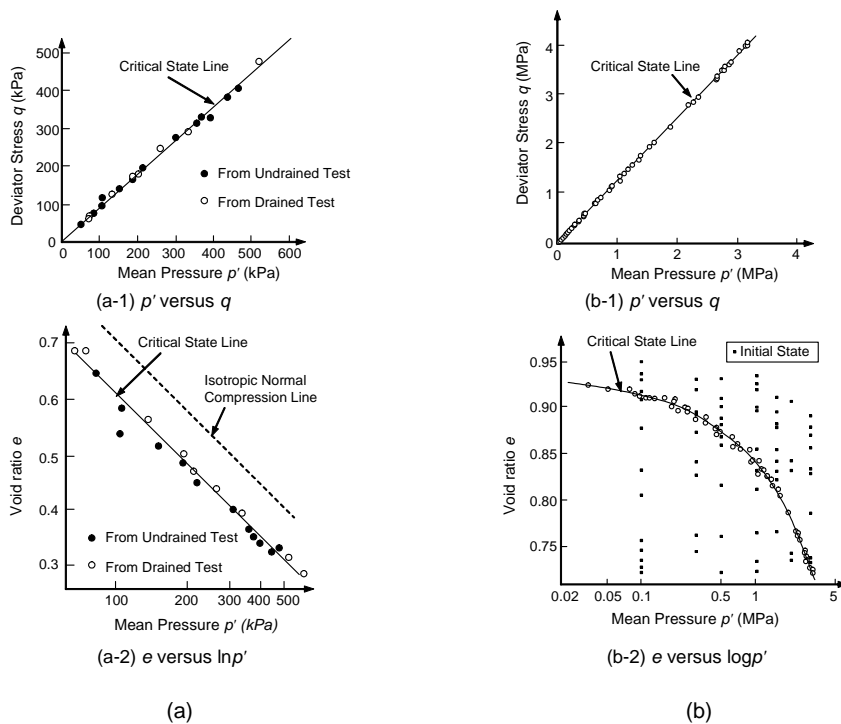 Deviator Stress q (kPa)
500
400
300
200
100
0
Critical State Line
From Undrained Test
From Drained Test
0 100 200 300 400 500 600
Mean Pressure p′ (kPa)
(a-1) p′ versus q
Deviator Stress q (MPa)
4
3
2
1
0
Critical State Line
0 1 2 3 4
Mean Pressure p′ (MPa)
(b-1) p′ versus q
Void ratio e
0.7
0.6
0.5
0.4
0.3
Critical State Line
Isotropic Normal
Compression Line
From Undrained Test
From Drained Test
100 200 300 400 500
Mean Pressure p′ (kPa)
(a-2) e versus lnp′
Void ratio e
0.95
0.90
0.85
0.80
0.75
Critical State Line
Initial State
0.02 0.05 0.1 0.5 1.0 5
Mean Pressure p′ (MPa)
(b-2) e versus logp′
(a)
(b)